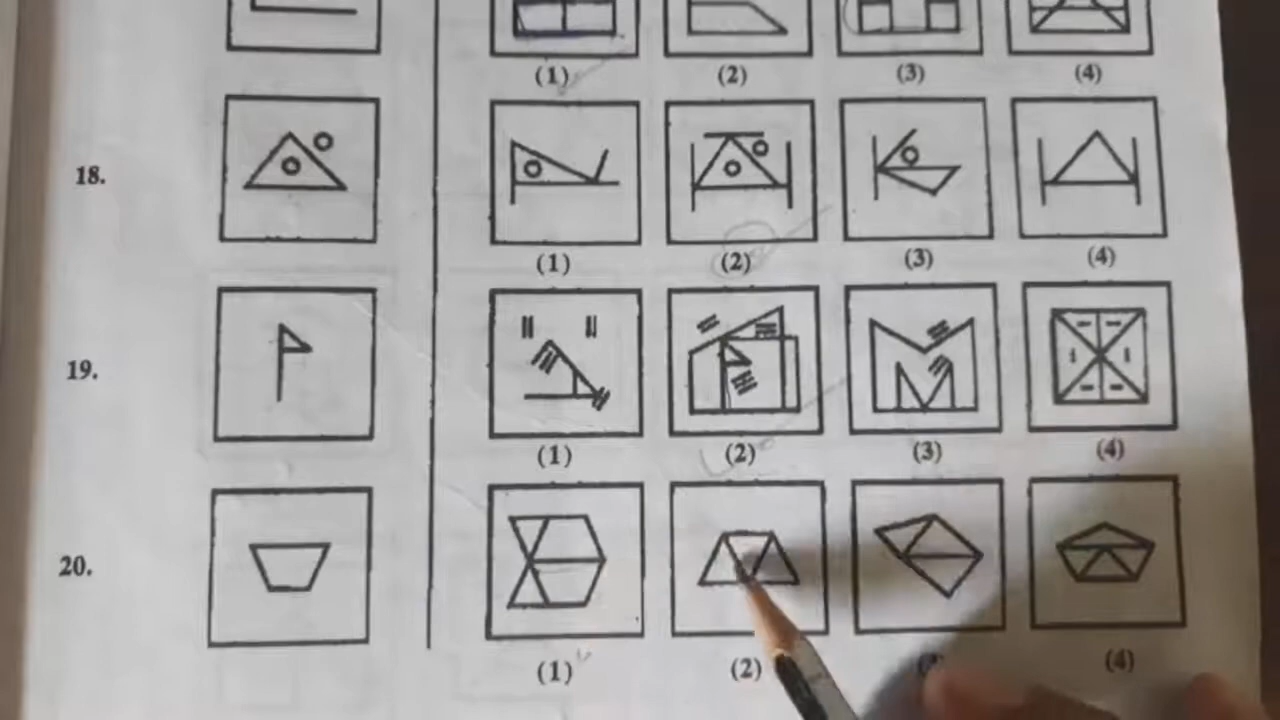 (1) (2) (3) (4)
18.
(1) (2) (3) (4)
19.
(1) (2) (3) (4)
20.
(1) (2) (4)